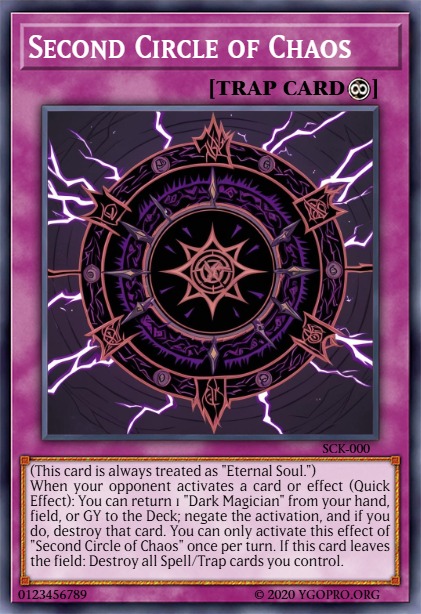 Second Circle of Chaos
[TRAP CARD♾]
SCK-000
(This card is always treated as "Eternal Soul.")
When your opponent activates a card or effect (Quick
Effect): You can return 1 "Dark Magician" from your hand,
field, or GY to the Deck; negate the activation, and if you
do, destroy that card. You can only activate this effect of
"Second Circle of Chaos" once per turn. If this card leaves
the field: Destroy all Spell/Trap cards you control.
0123456789
© 2020 YGOPRO.ORG